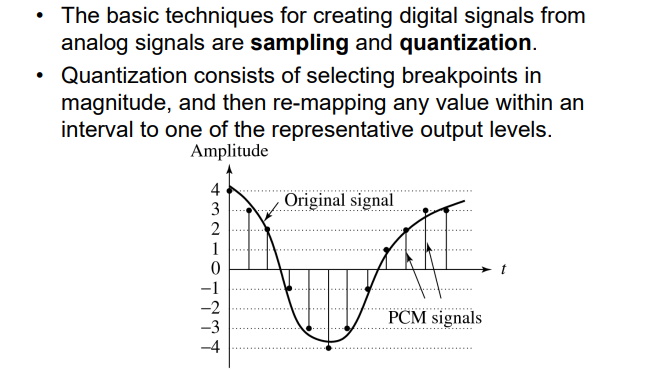 • The basic techniques for creating digital signals from
analog signals are sampling and quantization.
• Quantization consists of selecting breakpoints in
magnitude, and then re-mapping any value within an
interval to one of the representative output levels.
Amplitude
4
Original signal
3
2
1
0
t
−1
−2
PCM signals
−3
−4